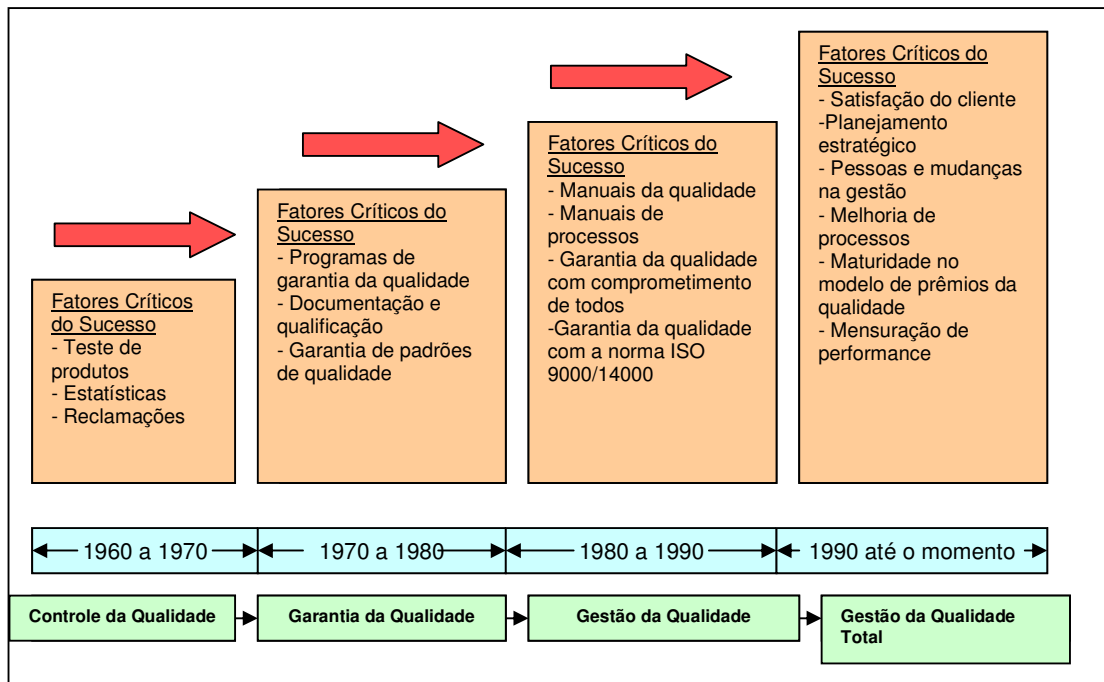 Fatores Críticos
do Sucesso
- Teste de
produtos
- Estatísticas
- Reclamações
Fatores Críticos do
Sucesso
- Programas de
garantia da qualidade
- Documentação e
qualificação
- Garantia de padrões
de qualidade
Fatores Críticos do
Sucesso
- Manuais da qualidade
- Manuais de
processos
- Garantia da qualidade
com comprometimento
de todos
-Garantia da qualidade
com a norma ISO
9000/14000
Fatores Críticos do
Sucesso
- Satisfação do cliente
-Planejamento
estratégico
- Pessoas e mudanças
na gestão
- Melhoria de
processos
- Maturidade no
modelo de prêmios da
qualidade
- Mensuração de
performance
1960 a 1970
1970 a 1980
1980 a 1990
1990 até o momento
Controle da Qualidade
Garantia da Qualidade
Gestão da Qualidade
Gestão da Qualidade
Total